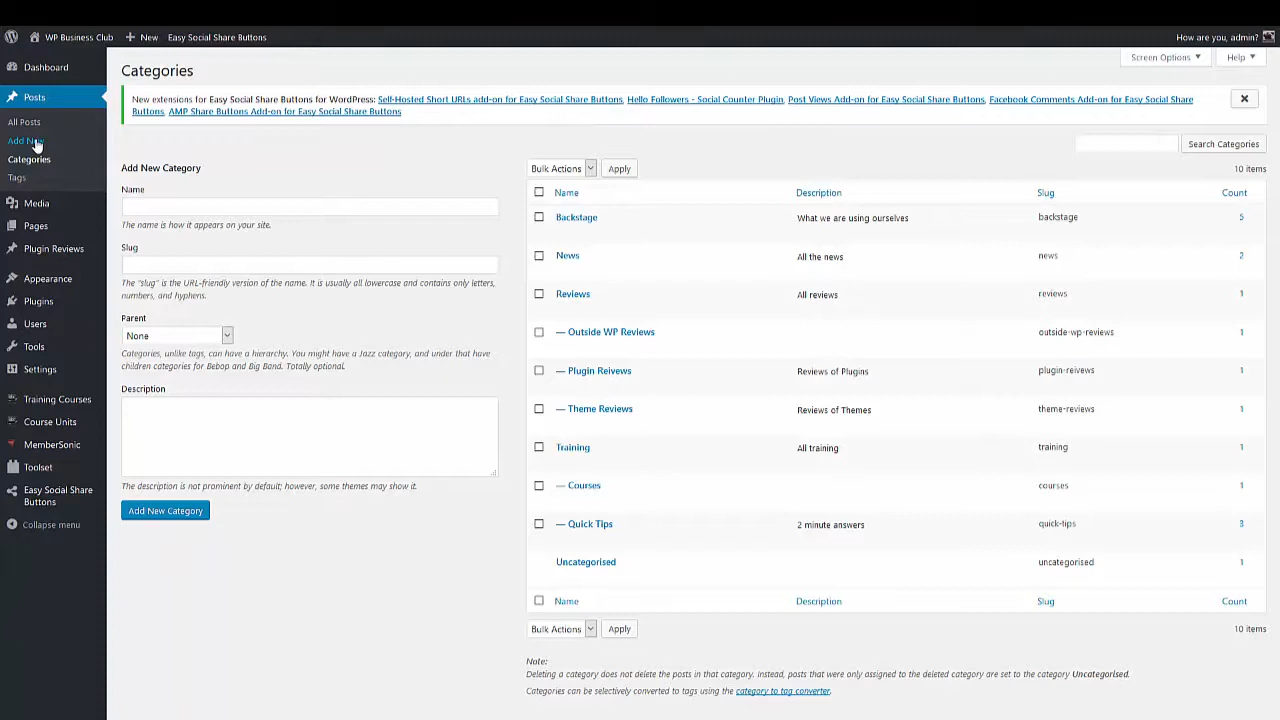 WP Business Club New Easy Social Share Buttons How are you, admin?
Screen Options Help
Dashboard
Posts
All Posts
Add New
Categories
Tags
Media
Pages
Plugin Reviews
Appearance
Plugins
Users
Tools
Settings
Training Courses
Course Units
MemberSonic
Toolset
Easy Social Share
Buttons
Collapse menu
Categories
New extensions for Easy Social Share Buttons for WordPress: Self-Hosted Short URLs add-on for Easy Social Share Buttons, Hello Followers - Social Counter Plugin, Post Views Add-on for Easy Social Share Buttons, Facebook Comments Add-on for Easy Social Share
Buttons, AMP Share Buttons Add-on for Easy Social Share Buttons
Search Categories
Add New Category
Name
The name is how it appears on your site.
Slug
The "slug" is the URL-friendly version of the name. It is usually all lowercase and contains only letters,
numbers, and hyphens.
Parent
None
Categories, unlike tags, can have a hierarchy. You might have a Jazz category, and under that have
children categories for Bebop and Big Band. Totally optional.
Description
The description is not prominent by default; however, some themes may show it.
Add New Category
Bulk Actions Apply 10 items
Name Description Slug Count
Backstage What we are using ourselves backstage 5
News All the news news 2
Reviews All reviews reviews 1
— Outside WP Reviews outside-wp-reviews 1
— Plugin Reivews Reviews of Plugins plugin-reivews 1
— Theme Reviews Reviews of Themes theme-reviews 1
Training All training training 1
— Courses courses 1
— Quick Tips 2 minute answers quick-tips 3
Uncategorised uncategorised 1
Name Description Slug Count
Bulk Actions Apply 10 items
Note:
Deleting a category does not delete the posts in that category. Instead, posts that were only assigned to the deleted category are set to the category Uncategorised.
Categories can be selectively converted to tags using the category to tag converter.